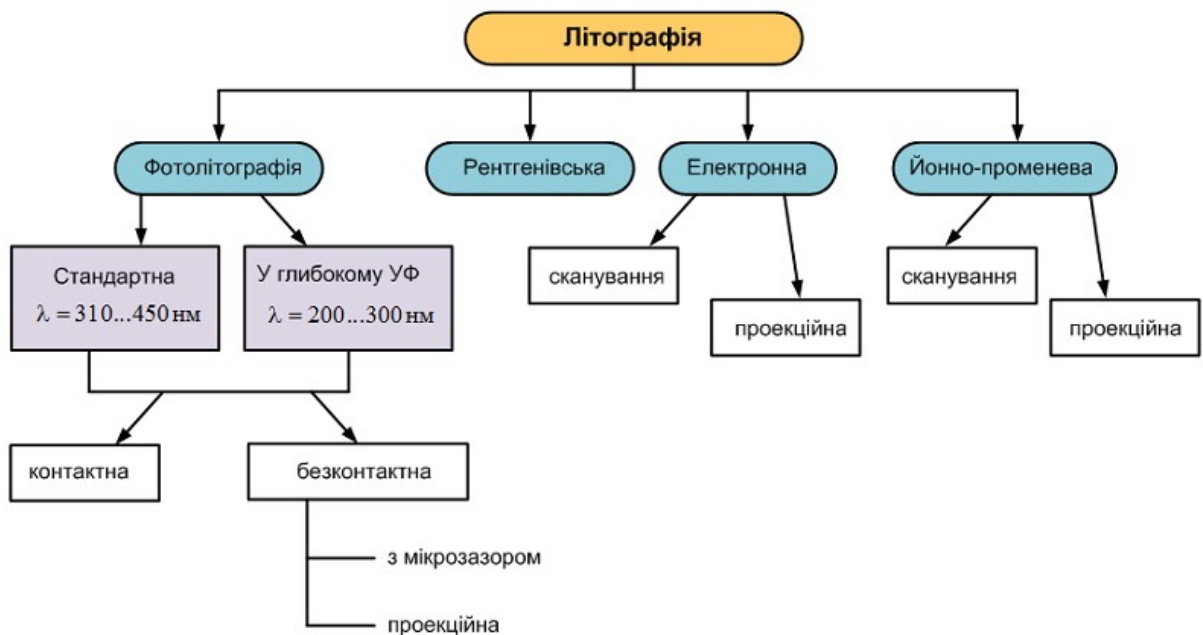 Літографія
Фотолітографія
Рентгенівська
Електронна
Йонно-променева
Стандартна
λ = 310...450 нм
У глибокому УФ
λ = 200...300 нм
сканування
проекційна
сканування
проекційна
контактна
безконтактна
з мікрозазором
проекційна